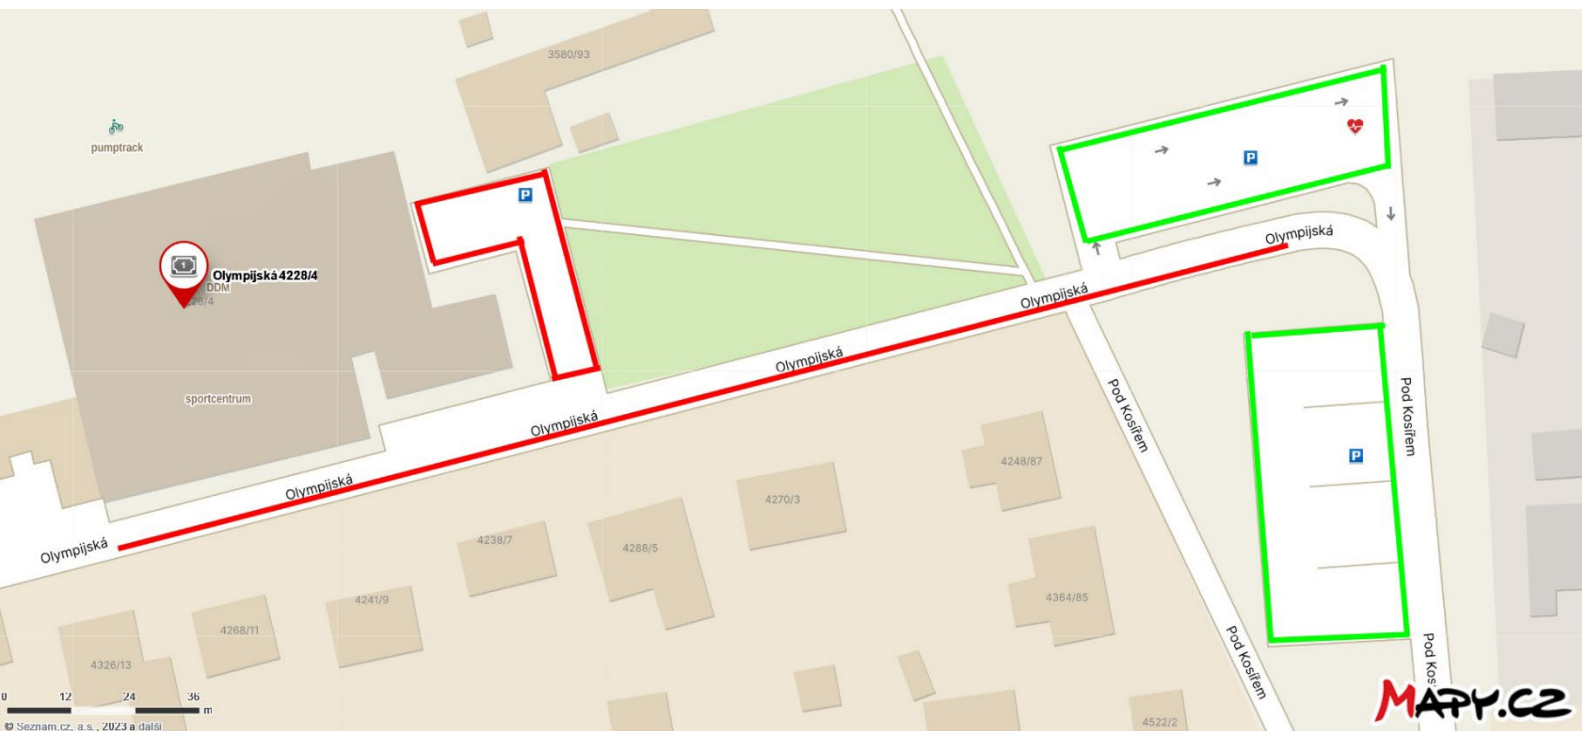 3580/93
pumptrack
P
P
Olympijská
1
Olympijská 4228/4
DDM
28/4
Olympijská
Olympijská
sportcentrum
Pod Kosířem
Pod Kosířem
Olympijská
P
4248/87
Olympijská
4270/3
Olympijská
4238/7
4288/5
4364/85
4241/9
4268/11
Pod Kosířem
4326/13
Pod Kos
0 12 24 36 m
4522/2
© Seznam.cz, a.s., 2023 a další
MAPY.CZ